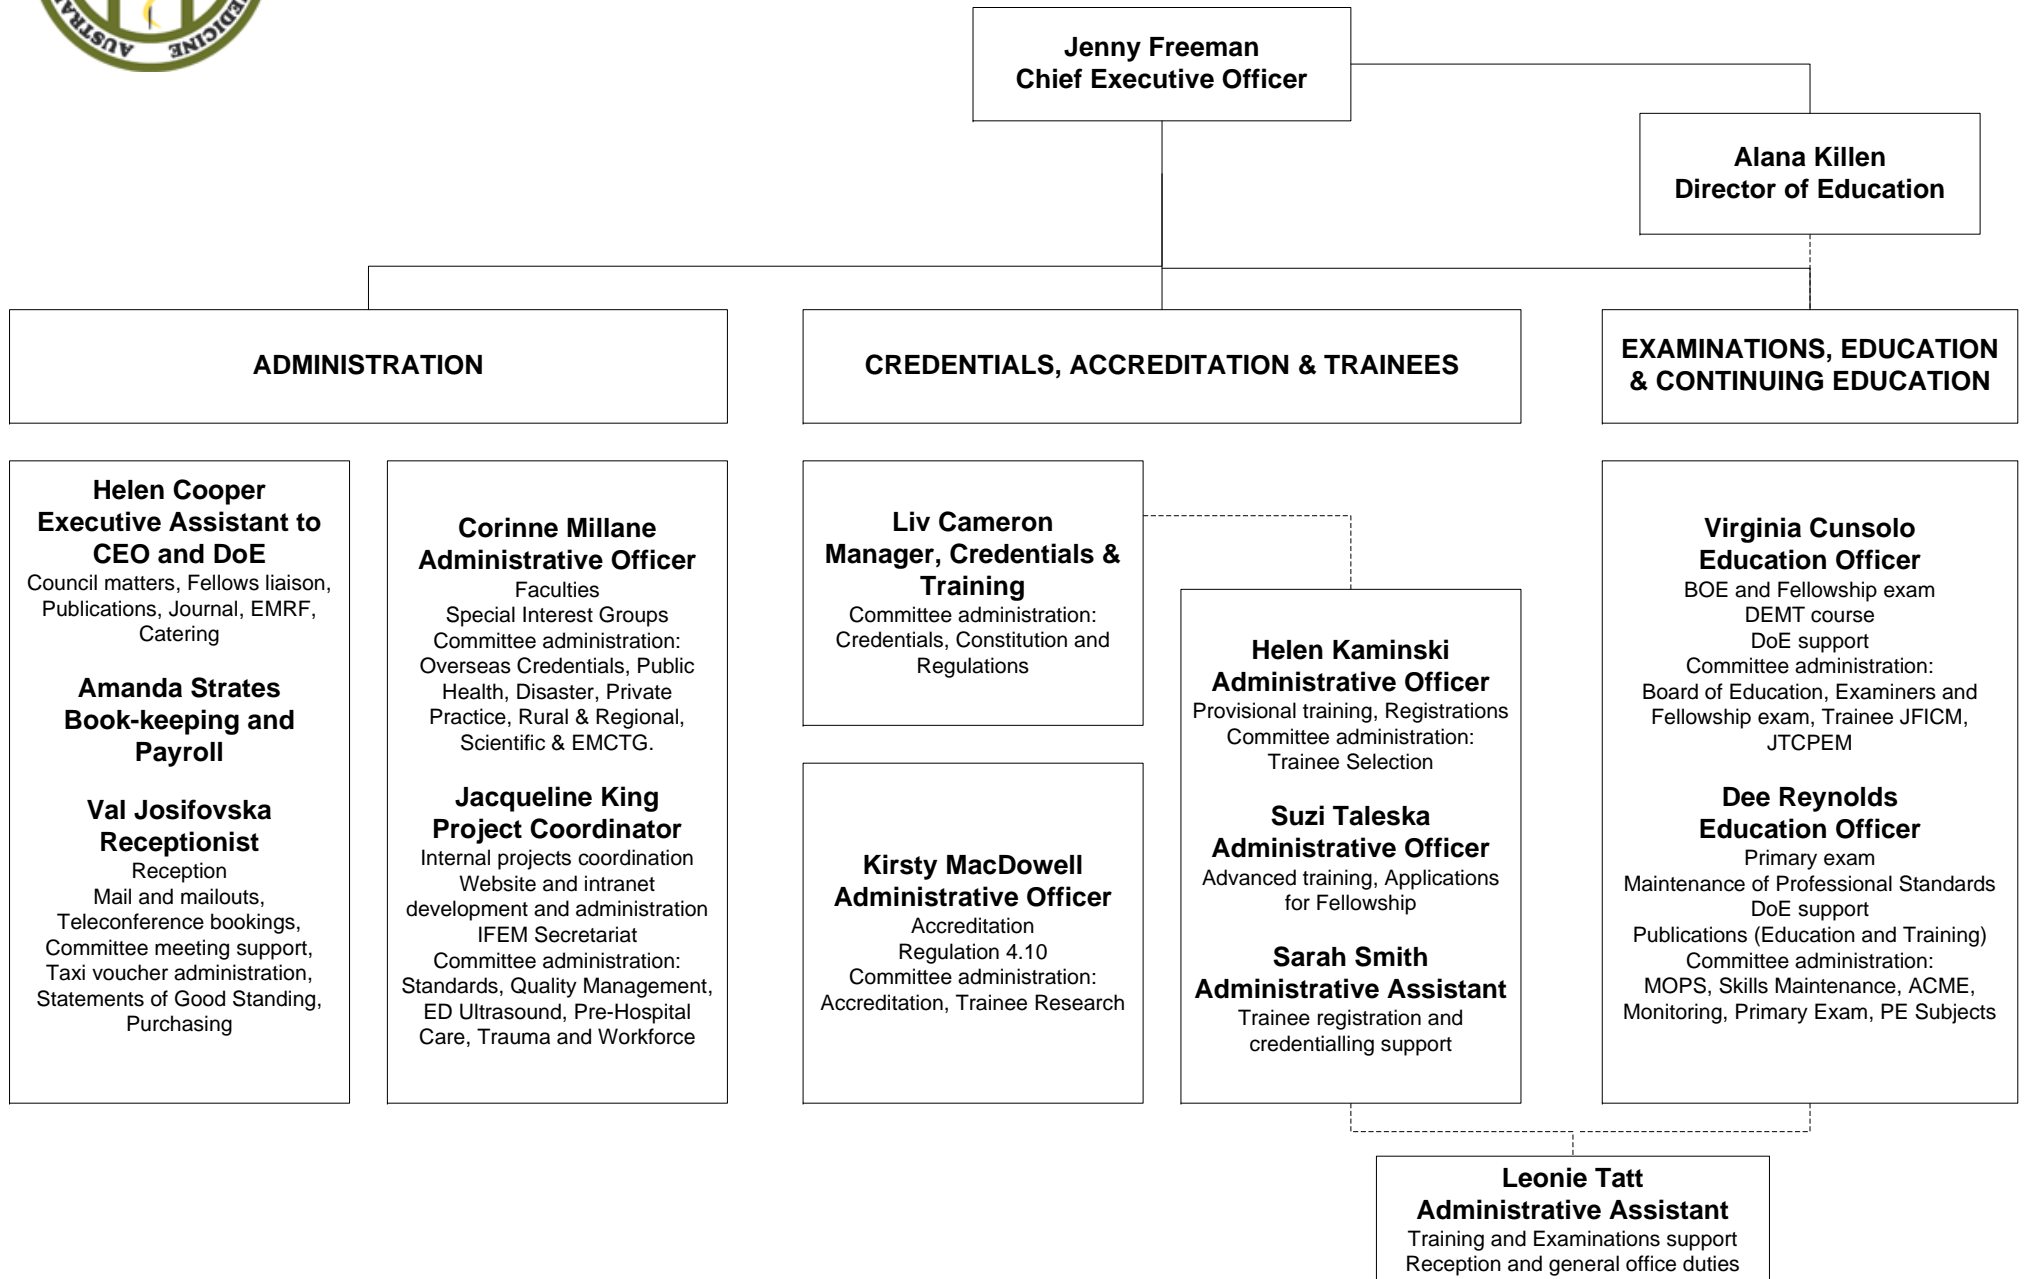 AUSTRAL
MEDICINE
Jenny Freeman
Chief Executive Officer
Alana Killen
Director of Education
ADMINISTRATION
CREDENTIALS, ACCREDITATION & TRAINEES
EXAMINATIONS, EDUCATION
& CONTINUING EDUCATION
Helen Cooper
Executive Assistant to
CEO and DoE
Council matters, Fellows liaison,
Publications, Journal, EMRF,
Catering
Amanda Strates
Book-keeping and
Payroll
Val Josifovska
Receptionist
Reception
Mail and mailouts,
Teleconference bookings,
Committee meeting support,
Taxi voucher administration,
Statements of Good Standing,
Purchasing
Corinne Millane
Administrative Officer
Faculties
Special Interest Groups
Committee administration:
Overseas Credentials, Public
Health, Disaster, Private
Practice, Rural & Regional,
Scientific & EMCTG.
Jacqueline King
Project Coordinator
Internal projects coordination
Website and intranet
development and administration
IFEM Secretariat
Committee administration:
Standards, Quality Management,
ED Ultrasound, Pre-Hospital
Care, Trauma and Workforce
Liv Cameron
Manager, Credentials &
Training
Committee administration:
Credentials, Constitution and
Regulations
Kirsty MacDowell
Administrative Officer
Accreditation
Regulation 4.10
Committee administration:
Accreditation, Trainee Research
Helen Kaminski
Administrative Officer
Provisional training, Registrations
Committee administration:
Trainee Selection
Suzi Taleska
Administrative Officer
Advanced training, Applications
for Fellowship
Sarah Smith
Administrative Assistant
Trainee registration and
credentialling support
Virginia Cunsolo
Education Officer
BOE and Fellowship exam
DEMT course
DoE support
Committee administration:
Board of Education, Examiners and
Fellowship exam, Trainee JFICM,
JTCPEM
Dee Reynolds
Education Officer
Primary exam
Maintenance of Professional Standards
DoE support
Publications (Education and Training)
Committee administration:
MOPS, Skills Maintenance, ACME,
Monitoring, Primary Exam, PE Subjects
Leonie Tatt
Administrative Assistant
Training and Examinations support
Reception and general office duties